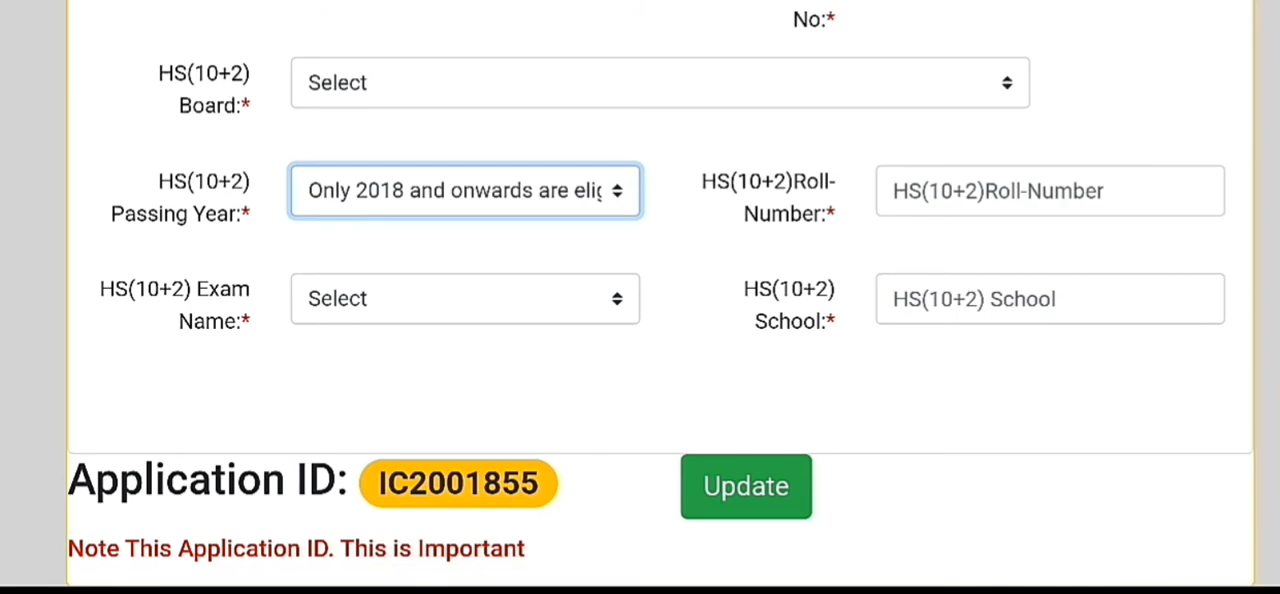 No:*
HS(10+2)
Board:*
Select
HS(10+2)
Passing Year:*
Only 2018 and onwards are elig
HS(10+2)Roll-
Number:*
HS(10+2)Roll-Number
HS(10+2) Exam
Name:*
Select
HS(10+2)
School:*
HS(10+2) School
Application ID: IC2001855
Update
Note This Application ID. This is Important